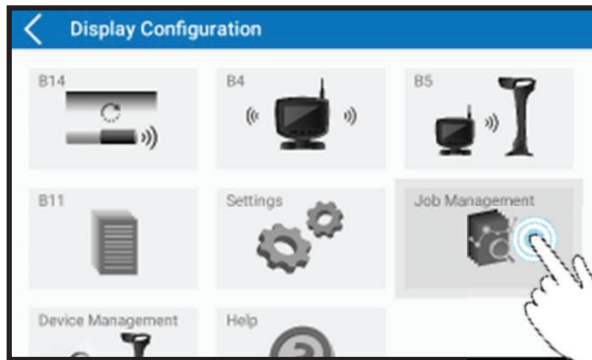 Display Configuration
B14
B4
B5
B11
Settings
Job Management
Device Management
Help